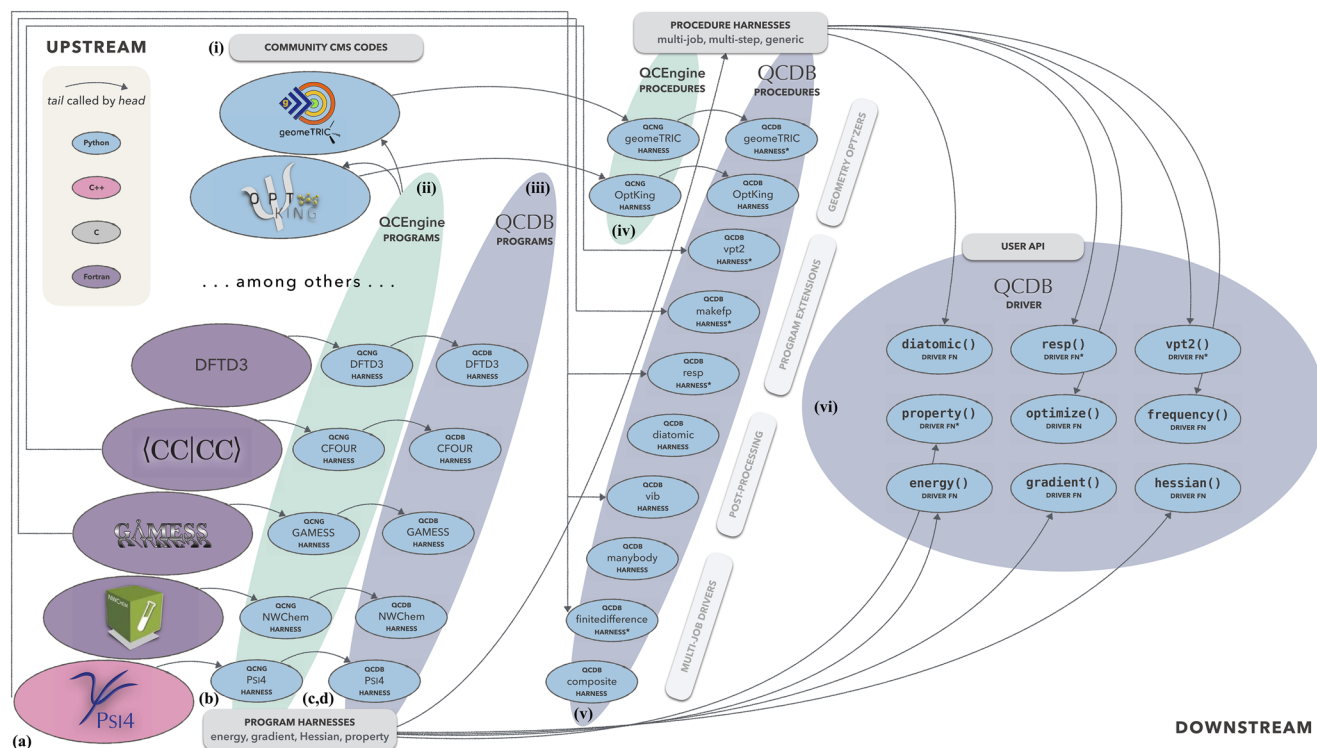 UPSTREAM
tail called by head
Python
C++
C
Fortran
(i)
COMMUNITY CMS CODES
geomeTRIC
OPT
KING
. . . among others . . .
DFTD3
⟨CC|CC⟩
GAMESS
NWCHEM
PSI4
(a)
(ii)
QCEngine
PROGRAMS
QCNG
DFTD3
HARNESS
QCNG
CFOUR
HARNESS
QCNG
GAMESS
HARNESS
QCNG
NWChem
HARNESS
QCNG
PSI4
HARNESS
(b)
(iii)
QCDB
PROGRAMS
QCDB
DFTD3
HARNESS
QCDB
CFOUR
HARNESS
QCDB
GAMESS
HARNESS
QCDB
NWChem
HARNESS
QCDB
PSI4
HARNESS
(c,d)
PROGRAM HARNESSES
energy, gradient, Hessian, property
PROCEDURE HARNESSES
multi-job, multi-step, generic
QCEngine
PROCEDURES
QCNG
geomeTRIC
HARNESS
QCNG
OptKing
HARNESS
(iv)
QCDB
PROCEDURES
QCDB
geomeTRIC
HARNESS*
QCDB
OptKing
HARNESS
QCDB
vpt2
HARNESS*
QCDB
makefp
HARNESS*
QCDB
resp
HARNESS*
QCDB
diatomic
HARNESS
QCDB
vib
HARNESS
QCDB
manybody
HARNESS
QCDB
finitedifference
HARNESS*
QCDB
composite
HARNESS
(v)
GEOMETRY OPT'ZERS
PROGRAM EXTENSIONS
POST-PROCESSING
MULTI-JOB DRIVERS
USER API
QCDB
DRIVER
(vi)
diatomic()
DRIVER FN
resp()
DRIVER FN*
vpt2()
DRIVER FN*
property()
DRIVER FN*
optimize()
DRIVER FN
frequency()
DRIVER FN
energy()
DRIVER FN
gradient()
DRIVER FN
hessian()
DRIVER FN
DOWNSTREAM